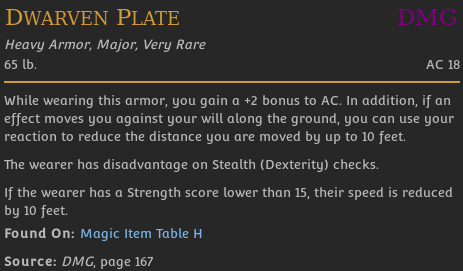 Dwarven Plate DMG
Heavy Armor, Major, Very Rare
65 lb. AC 18
While wearing this armor, you gain a +2 bonus to AC. In addition, if an
effect moves you against your will along the ground, you can use your
reaction to reduce the distance you are moved by up to 10 feet.
The wearer has disadvantage on Stealth (Dexterity) checks.
If the wearer has a Strength score lower than 15, their speed is reduced
by 10 feet.
Found On: Magic Item Table H
Source: DMG, page 167